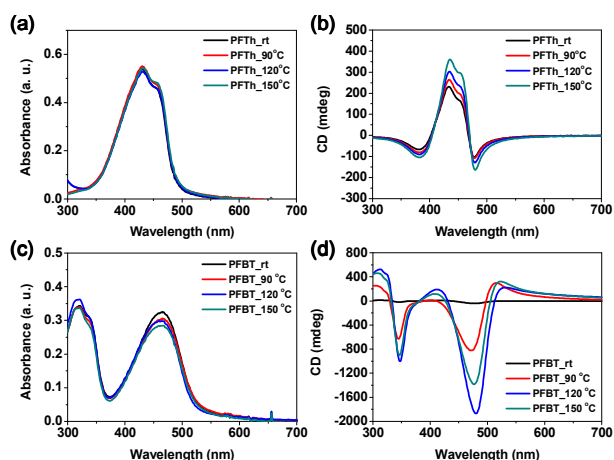 (a)
PFTh_rt
PFTh_90°C
PFTh_120°C
PFTh_150°C
Absorbance (a. u.)
0.6
0.4
0.2
0.0
300 400 500 600 700
Wavelength (nm)
(b)
PFTh_rt
PFTh_90°C
PFTh_120°C
PFTh_150°C
CD (mdeg)
500
400
300
200
100
0
-100
-200
-300
300 400 500 600 700
Wavelength (nm)
(c)
PFBT_rt
PFBT_90 °C
PFBT_120 °C
PFBT_150 °C
Absorbance (a. u.)
0.5
0.4
0.3
0.2
0.1
0.0
300 400 500 600 700
Wavelength (nm)
(d)
PFBT_rt
PFBT_90 °C
PFBT_120 °C
PFBT_150 °C
CD (mdeg)
800
400
0
-400
-800
-1200
-1600
-2000
300 400 500 600 700
Wavelength (nm)